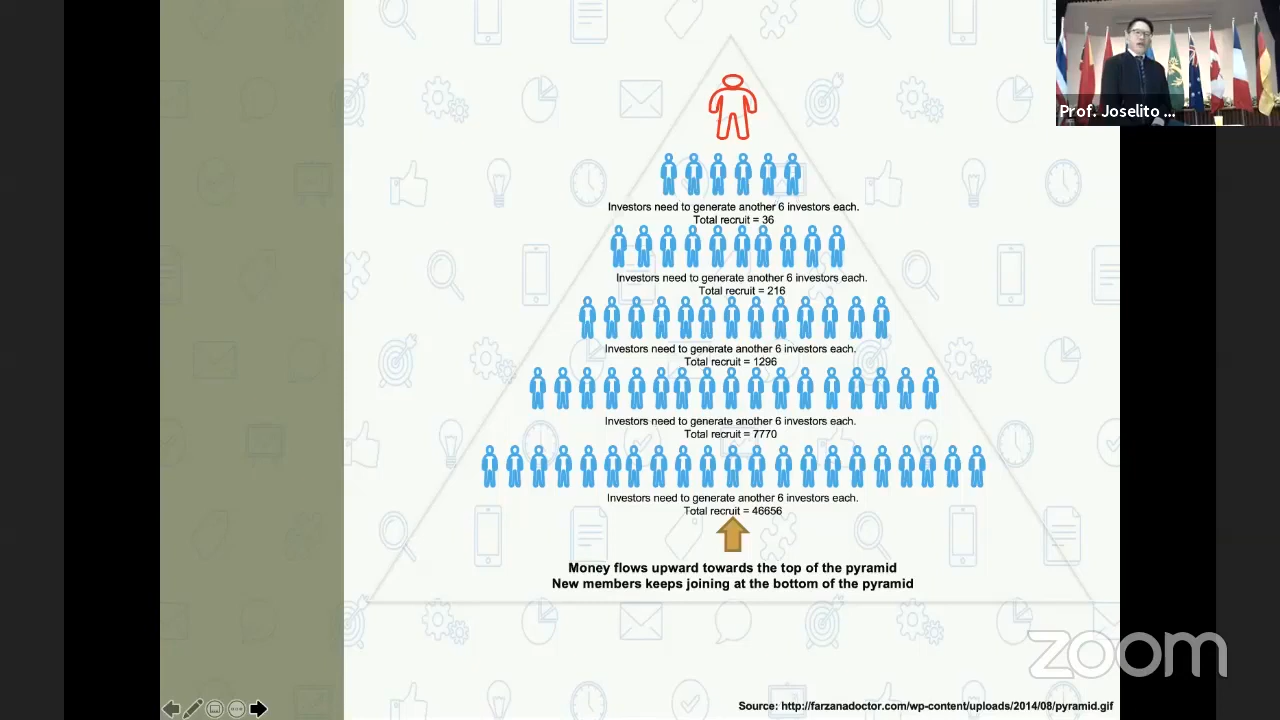 Prof. Joselito ...
Investors need to generate another 6 investors each.
Total recruit = 36
Investors need to generate another 6 investors each.
Total recruit = 216
Investors need to generate another 6 investors each.
Total recruit = 1296
Investors need to generate another 6 investors each.
Total recruit = 7770
Investors need to generate another 6 investors each.
Total recruit = 46656
Money flows upward towards the top of the pyramid
New members keeps joining at the bottom of the pyramid
zoom
Source: http://farzanadoctor.com/wp-content/uploads/2014/08/pyramid.gif